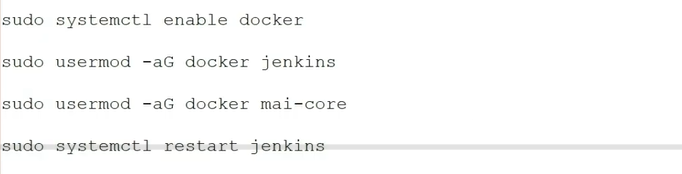 sudo systemctl enable docker
sudo usermod -aG docker jenkins
sudo usermod -aG docker mai-core
sudo systemctl restart jenkins